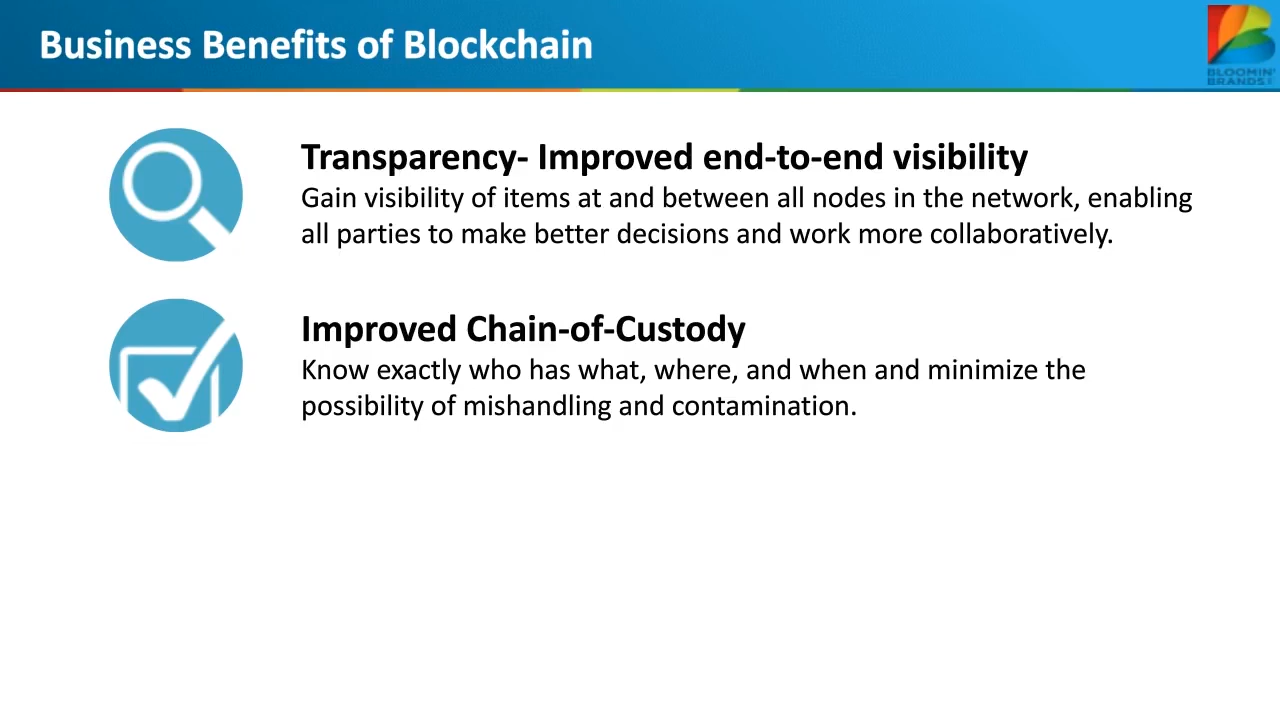 Business Benefits of Blockchain
BLOOMIN'
BRANDS
Transparency- Improved end-to-end visibility
Gain visibility of items at and between all nodes in the network, enabling
all parties to make better decisions and work more collaboratively.
Improved Chain-of-Custody
Know exactly who has what, where, and when and minimize the
possibility of mishandling and contamination.